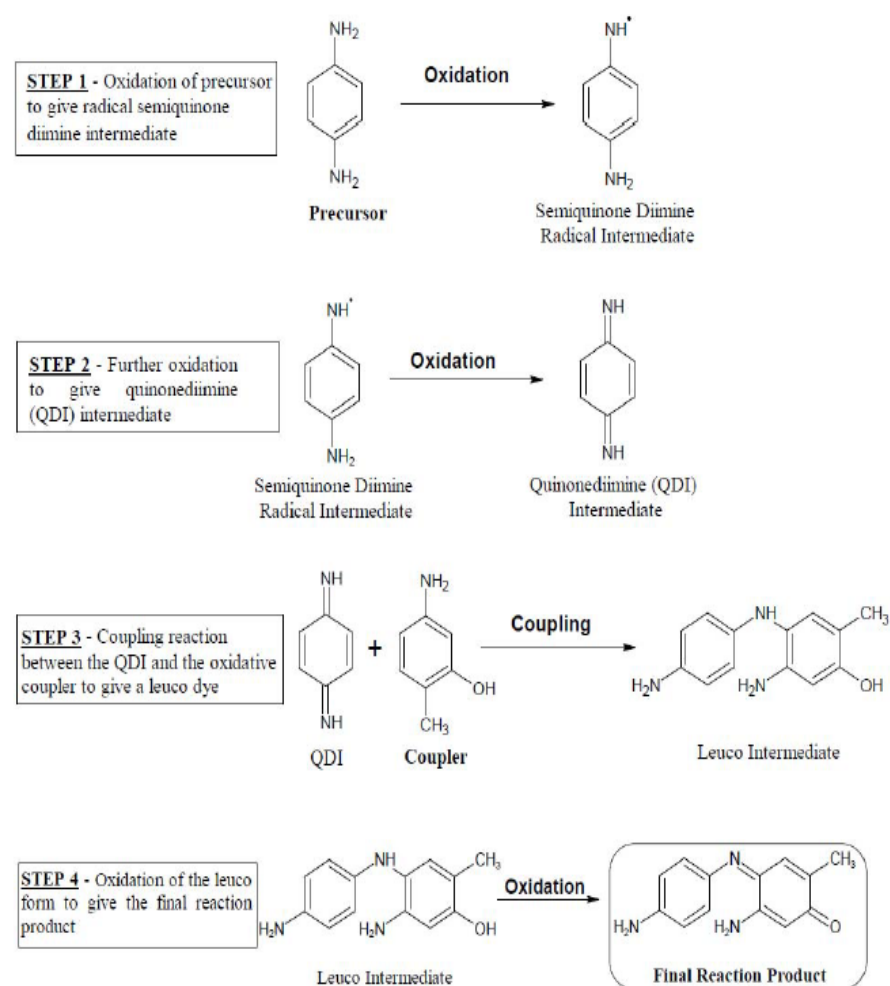 NH2
NH•
STEP 1 - Oxidation of precursor
to give radical semiquinone
diimine intermediate
Oxidation
NH2
NH2
Precursor
Semiquinone Diimine
Radical Intermediate
NH•
NH
STEP 2 - Further oxidation
to give quinonediimine
(QDI) intermediate
Oxidation
NH2
NH
Semiquinone Diimine
Radical Intermediate
Quinonediimine (QDI)
Intermediate
NH
NH2
STEP 3 - Coupling reaction
between the QDI and the oxidative
coupler to give a leuco dye
+
Coupling
NH
CH3
OH
H2N
H2N
OH
NH
CH3
QDI
Coupler
Leuco Intermediate
STEP 4 - Oxidation of the leuco
form to give the final reaction
product
NH
CH3
H2N
H2N
OH
Oxidation
N
CH3
H2N
H2N
O
Leuco Intermediate
Final Reaction Product